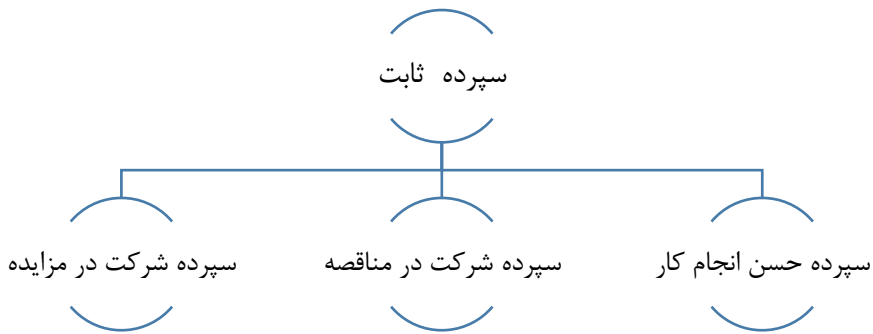 سپرده ثابت
سپرده حسن انجام کار
سپرده شرکت در مناقصه
سپرده شرکت در مزایده